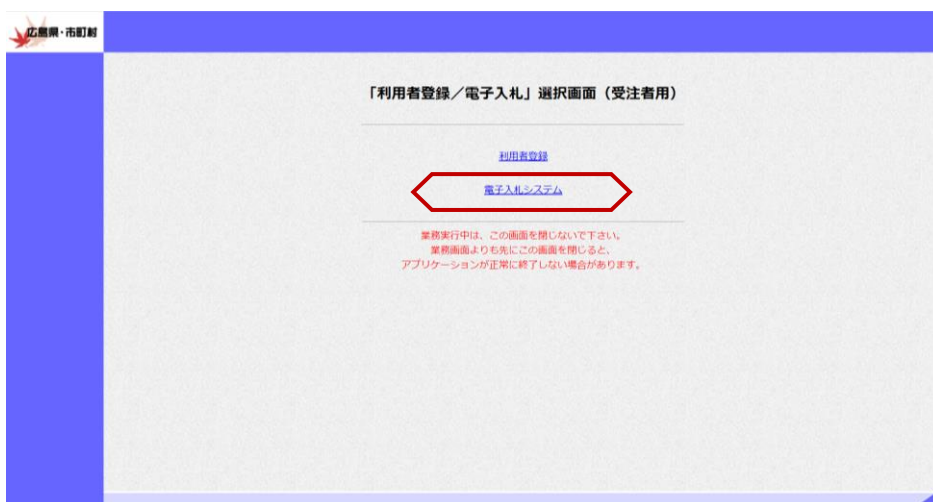 広島県・市町村
「利用者登録／電子入札」選択画面（受注者用）
利用者登録
電子入札システム
業務実行中は、この画面を閉じないで下さい。
業務画面よりも先にこの画面を閉じると、
アプリケーションが正常に終了しない場合があります。